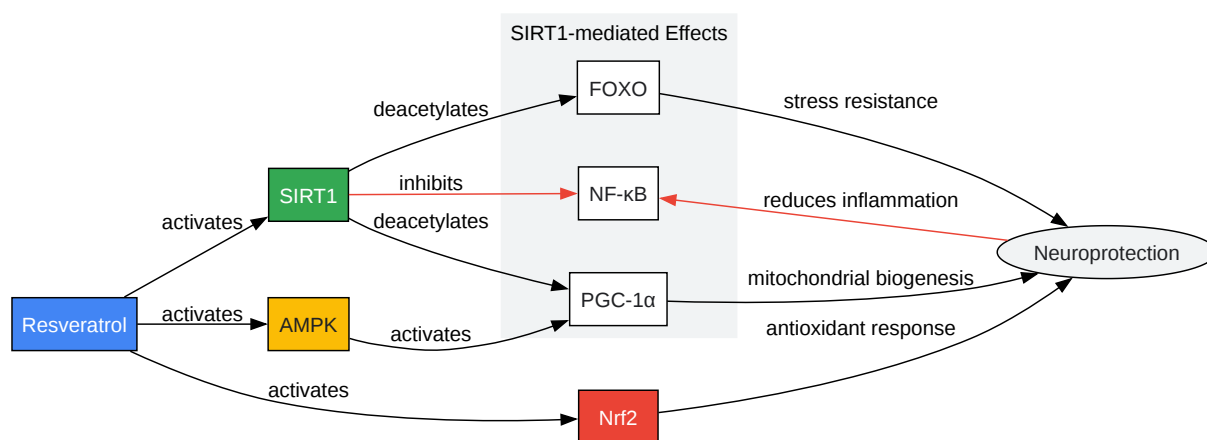 SIRT1-mediated Effects
FOXO
deacetylates
stress resistance
SIRT1
inhibits
NF-κB
reduces inflammation
activates
deacetylates
Neuroprotection
Resveratrol
activates
AMPK
activates
PGC-1α
mitochondrial biogenesis
antioxidant response
activates
Nrf2